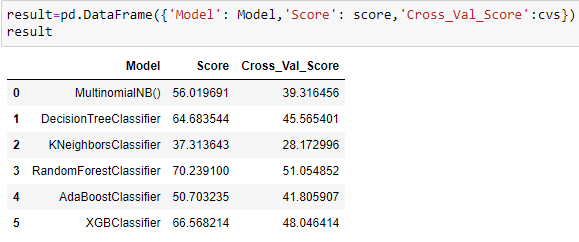 result=pd.DataFrame({'Model': Model,'Score': score,'Cross_Val_Score':cvs})
result
Model Score Cross_Val_Score
0 MultinomialNB() 56.019691 39.316456
1 DecisionTreeClassifier 64.683544 45.565401
2 KNeighborsClassifier 37.313643 28.172996
3 RandomForestClassifier 70.239100 51.054852
4 AdaBoostClassifier 50.703235 41.805907
5 XGBClassifier 66.568214 48.046414